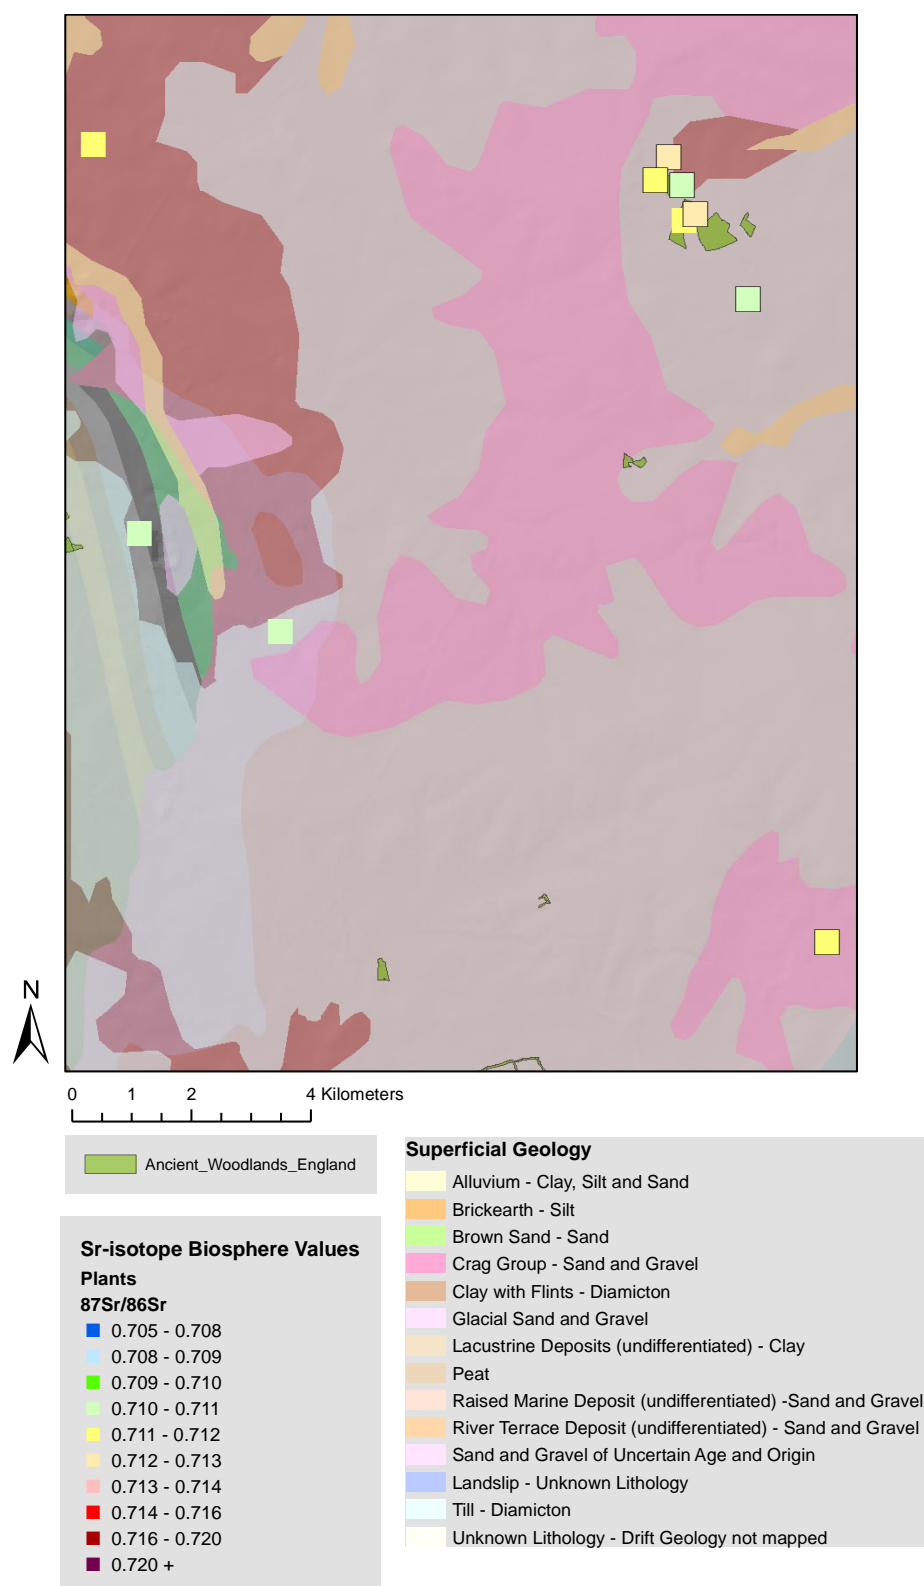 N
0 1 2 4 Kilometers
Ancient_Woodlands_England
Sr-isotope Biosphere Values
Plants
87Sr/86Sr
0.705 - 0.708
0.708 - 0.709
0.709 - 0.710
0.710 - 0.711
0.711 - 0.712
0.712 - 0.713
0.713 - 0.714
0.714 - 0.716
0.716 - 0.720
0.720 +
Superficial Geology
Alluvium - Clay, Silt and Sand
Brickearth - Silt
Brown Sand - Sand
Crag Group - Sand and Gravel
Clay with Flints - Diamicton
Glacial Sand and Gravel
Lacustrine Deposits (undifferentiated) - Clay
Peat
Raised Marine Deposit (undifferentiated) -Sand and Gravel
River Terrace Deposit (undifferentiated) - Sand and Gravel
Sand and Gravel of Uncertain Age and Origin
Landslip - Unknown Lithology
Till - Diamicton
Unknown Lithology - Drift Geology not mapped